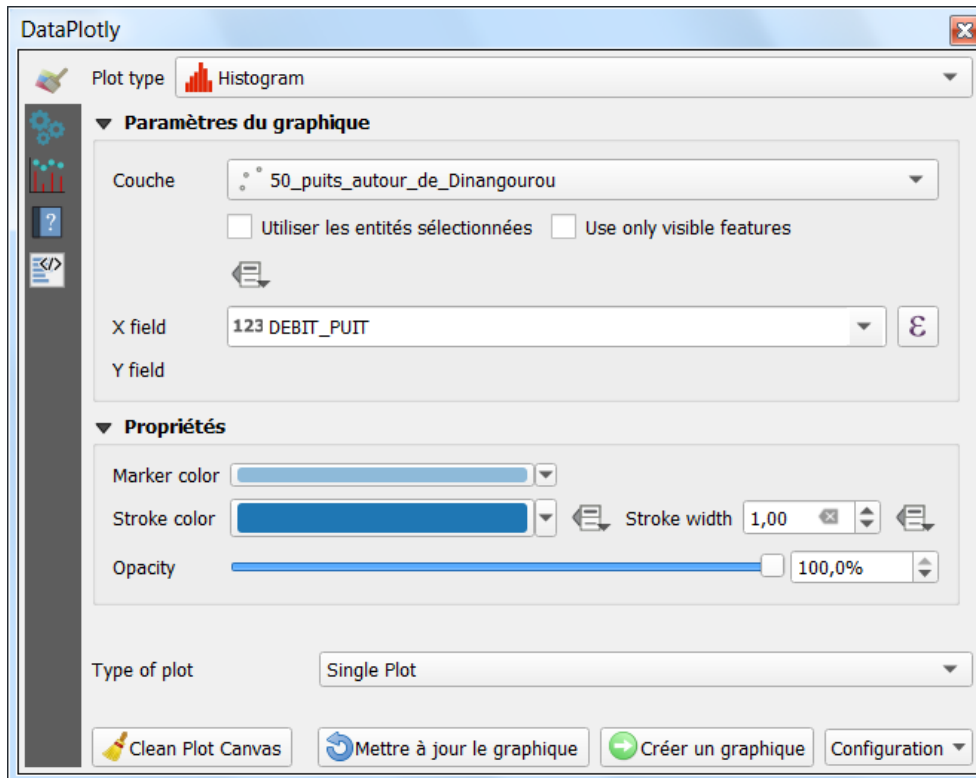 DataPlotly
Plot type Histogram
Paramètres du graphique
Couche 50_puits_autour_de_Dinangourou
Utiliser les entités sélectionnées Use only visible features
X field 123 DEBIT_PUIT ε
Y field
Propriétés
Marker color
Stroke color Stroke width 1,00
Opacity 100,0%
Type of plot Single Plot
Clean Plot Canvas Mettre à jour le graphique Créer un graphique Configuration